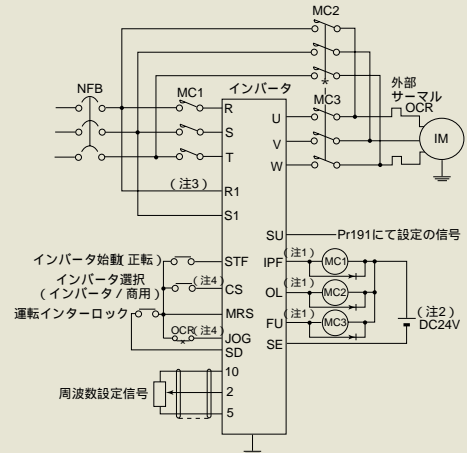 MC2
NFB
MC1
インバータ
MC3
外部
サーマル
OCR
R
S
T
U
V
W
IM
(注3)
R1
S1
SU
Pr191にて設定の信号
インバータ始動(正転)
STF
IPF
(注1)
MC1
インバータ選択
(インバータ/商用)
(注4)
CS
OL
(注1)
MC2
運転インターロック
MRS
FU
(注1)
MC3
(注2)
DC24V
OCR
(注4)
JOG
SD
SE
10
周波数設定信号
2
5